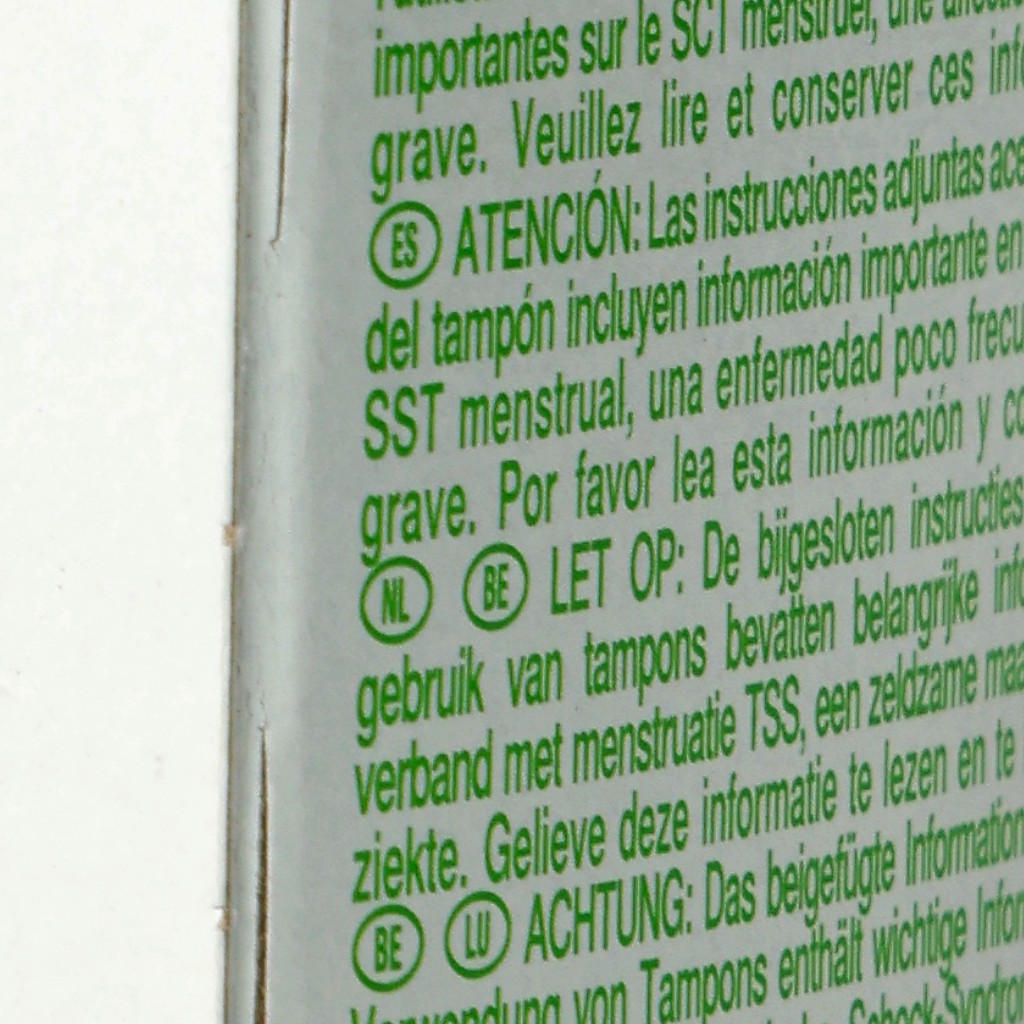 importantes sur le SCT menstruel, une
grave. Veuillez lire et conserver ces
ES ATENCIÓN: Las instrucciones adjuntas
del tampón incluyen información importante en
SST menstrual, una enfermedad poco
grave. Por favor lea esta información y
NL BE LET OP: De bijgesloten instructies
gebruik van tampons bevatten belangrijke
verband met menstruatie TSS, een zeldzame
ziekte. Gelieve deze informatie te lezen en te
BE LU ACHTUNG: Das beigefügte
Verwendung von Tampons enthält wichtige